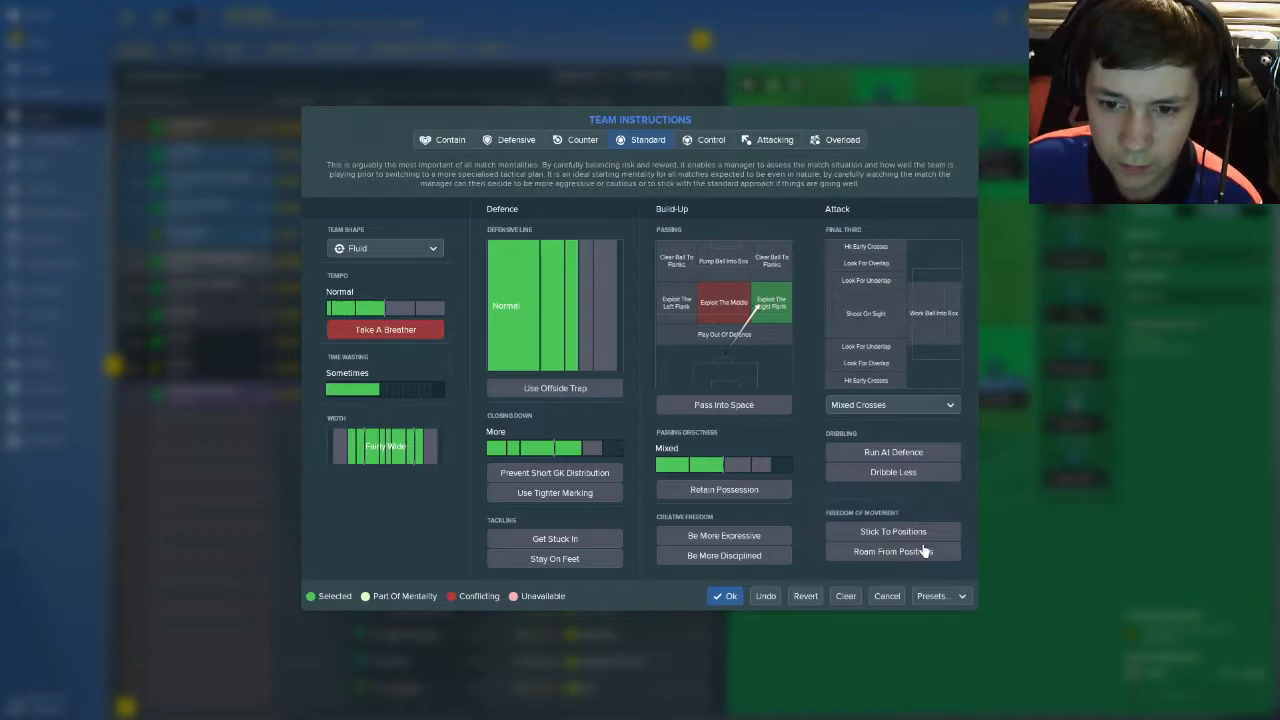 TEAM INSTRUCTIONS
Contain Defensive Counter Standard Control Attacking Overload
This is arguably the most important of all match mentalities. By carefully balancing risk and reward, it enables a manager to assess the match situation and how well the team is
playing prior to switching to a more specialised tactical plan. It is an ideal starting mentality for all matches expected to be even in nature; by carefully watching the match the
manager can then decide to be more aggressive or cautious or to stick with the standard approach if things are going well.
TEAM SHAPE
Fluid
TEMPO
Normal
Take A Breather
TIME WASTING
Sometimes
WIDTH
Fairly Wide
Defence
DEFENSIVE LINE
Normal
Use Offside Trap
CLOSING DOWN
More
Prevent Short GK Distribution
Use Tighter Marking
TACKLING
Get Stuck In
Stay On Feet
Build-Up
PASSING
Clear Ball To
Flanks
Pump Ball Into Box
Clear Ball To
Flanks
Exploit The
Left Flank
Exploit The Middle
Exploit The
Right Flank
Play Out Of Defence
Pass Into Space
PASSING DIRECTNESS
Mixed
Retain Possession
CREATIVE FREEDOM
Be More Expressive
Be More Disciplined
Attack
FINAL THIRD
Hit Early Crosses
Look For Overlap
Look For Underlap
Shoot On Sight
Work Ball Into Box
Look For Underlap
Look For Overlap
Hit Early Crosses
Mixed Crosses
DRIBBLING
Run At Defence
Dribble Less
FREEDOM OF MOVEMENT
Stick To Positions
Roam From Positions
Selected Part Of Mentality Conflicting Unavailable
Ok Undo Revert Clear Cancel Presets...